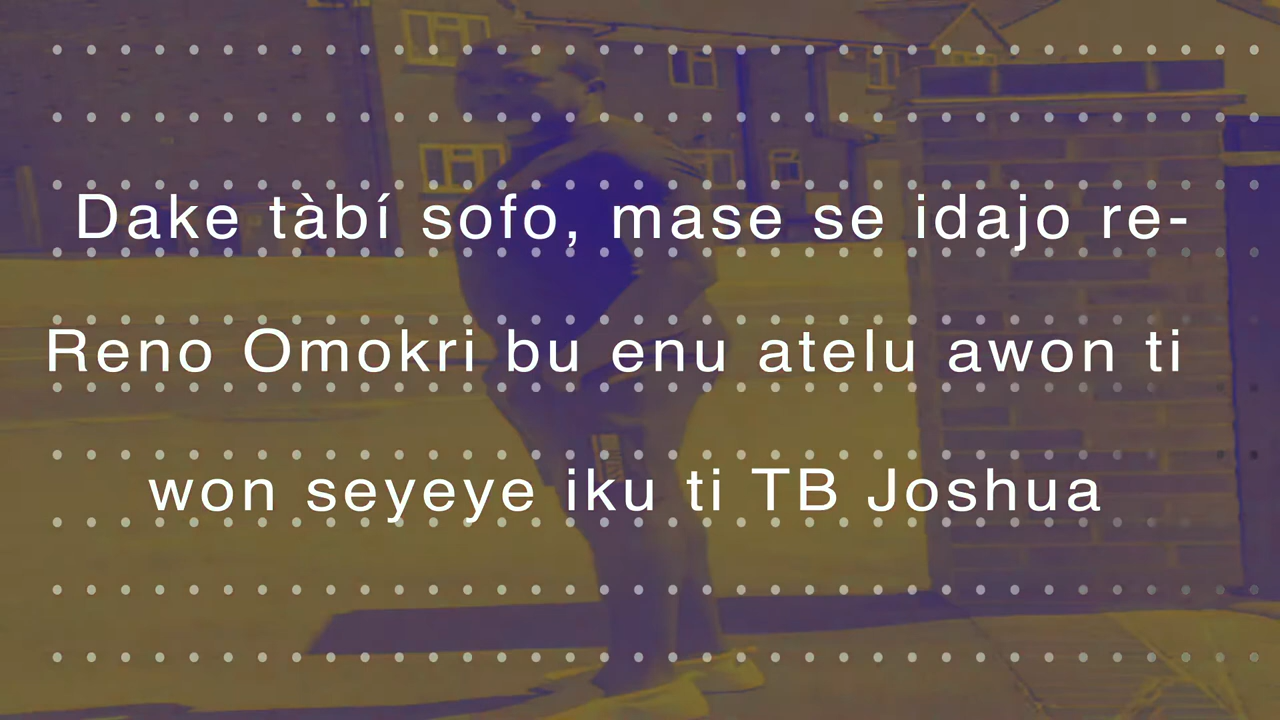 Dake tàbí sofo, mase se idajo re-
Reno Omokri bu enu atelu awon ti
won seyeye iku ti TB Joshua